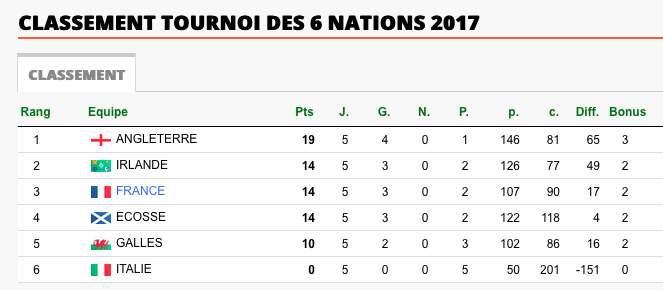 CLASSEMENT TOURNOI DES 6 NATIONS 2017
CLASSEMENT
Rang Equipe Pts J. G. N. P. p. c. Diff. Bonus
1 ANGLETERRE 19 5 4 0 1 146 81 65 3
2 IRLANDE 14 5 3 0 2 126 77 49 2
3 FRANCE 14 5 3 0 2 107 90 17 2
4 ECOSSE 14 5 3 0 2 122 118 4 2
5 GALLES 10 5 2 0 3 102 86 16 2
6 ITALIE 0 5 0 0 5 50 201 -151 0